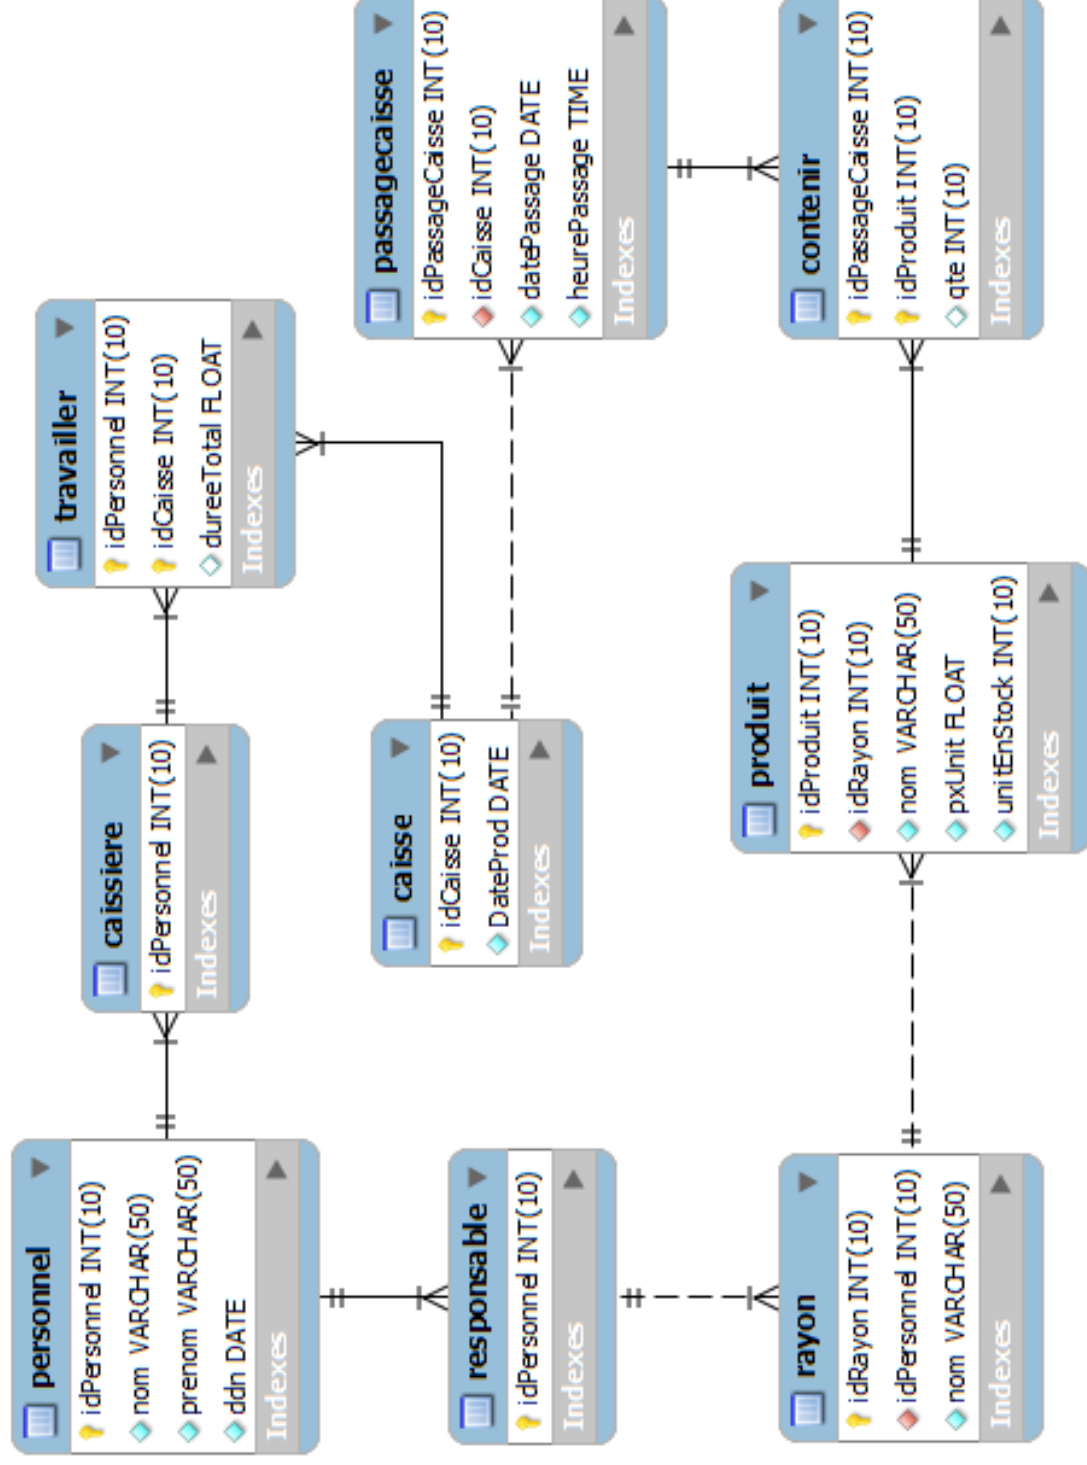 personnel
idPersonnel INT(10)
nom VARCHAR(50)
prenom VARCHAR(50)
ddn DATE
Indexes
caissiere
idPersonnel INT(10)
Indexes
travailler
idPersonnel INT(10)
idCaisse INT(10)
dureeTotal FLOAT
Indexes
responsable
idPersonnel INT(10)
Indexes
caisse
idCaisse INT(10)
DateProd DATE
Indexes
passagecaisse
idPassageCaisse INT(10)
idCaisse INT(10)
datePassage DATE
heurePassage TIME
Indexes
rayon
idRayon INT(10)
idPersonnel INT(10)
nom VARCHAR(50)
Indexes
produit
idProduit INT(10)
idRayon INT(10)
nom VARCHAR(50)
pxUnit FLOAT
unitEnStock INT(10)
Indexes
contenir
idPassageCaisse INT(10)
idProduit INT(10)
qte INT(10)
Indexes